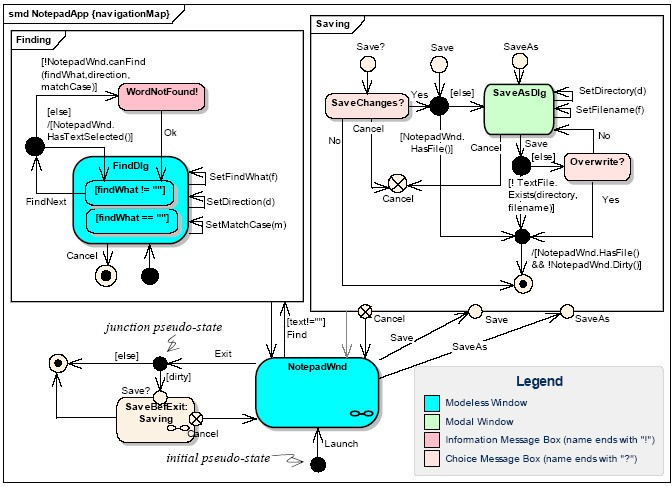 smd NotepadApp {navigationMap}
Finding
[!NotepadWnd.canFind
(findWhat,direction,
matchCase)]
WordNotFound!
[else]
/[NotepadWnd.
HasTextSelected()]
Ok
FindDlg
[findWhat != ""]
[findWhat == ""]
FindNext
SetFindWhat(f)
SetDirection(d)
SetMatchCase(m)
Cancel
Saving
Save?
Save
SaveAs
SaveChanges?
Yes
[else]
SaveAsDlg
SetDirectory(d)
SetFilename(f)
Cancel
No
[NotepadWnd.
HasFile()]
Cancel
Save
No
[else]
Overwrite?
Cancel
[! TextFile.
Exists(directory,
filename)]
Yes
/[NotepadWnd.HasFile()
&& !NotepadWnd.Dirty()]
junction pseudo-state
[text!=""]
Find
Cancel
Save
SaveAs
Save
SaveAs
[else]
Exit
[dirty]
Save?
SaveBefExit:
Saving
Cancel
NotepadWnd
Launch
initial pseudo-state
Legend
Modeless Window
Modal Window
Information Message Box (name ends with "!")
Choice Message Box (name ends with "?")